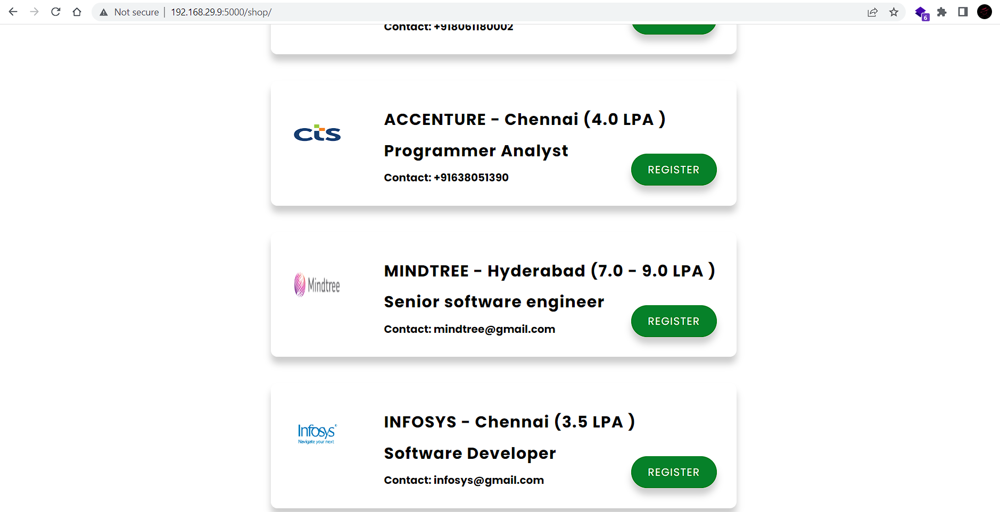 Not secure | 192.168.29.9:5000/shop/
6
Contact: +918061180002
cts
ACCENTURE - Chennai (4.0 LPA )
Programmer Analyst
Contact: +91638051390
REGISTER
Mindtree
MINDTREE - Hyderabad (7.0 - 9.0 LPA )
Senior software engineer
Contact: mindtree@gmail.com
REGISTER
Infosys®
Navigate your next
INFOSYS - Chennai (3.5 LPA )
Software Developer
Contact: infosys@gmail.com
REGISTER